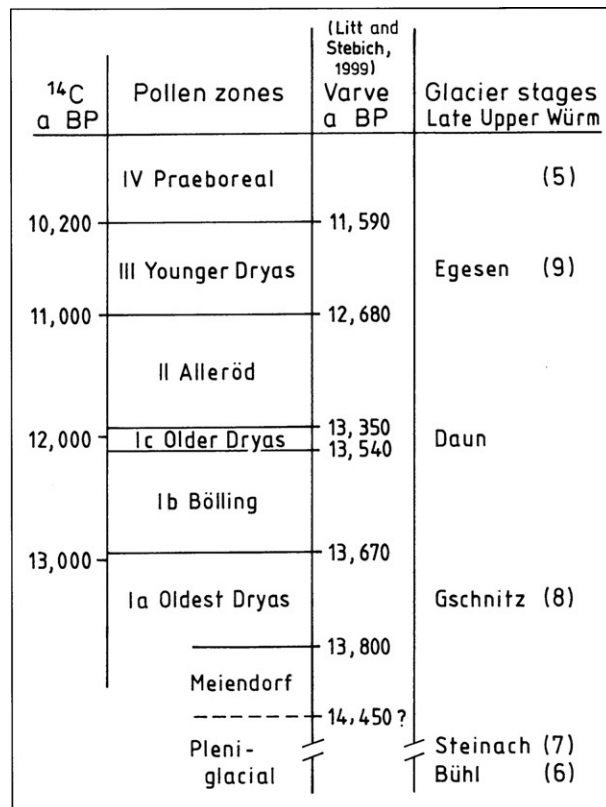 (Litt and
Stebich,
1999)
14C Pollen zones Varve Glacier stages
a BP a BP Late Upper Würm
IV Praeboreal (5)
10,200 11,590
III Younger Dryas Egesen (9)
11,000 12,680
II Alleröd
13,350
12,000 Ic Older Dryas Daun
13,540
Ib Bölling
13,000 13,670
Ia Oldest Dryas Gschnitz (8)
13,800
Meiendorf
14,450 ?
Pleni- Steinach (7)
glacial Bühl (6)